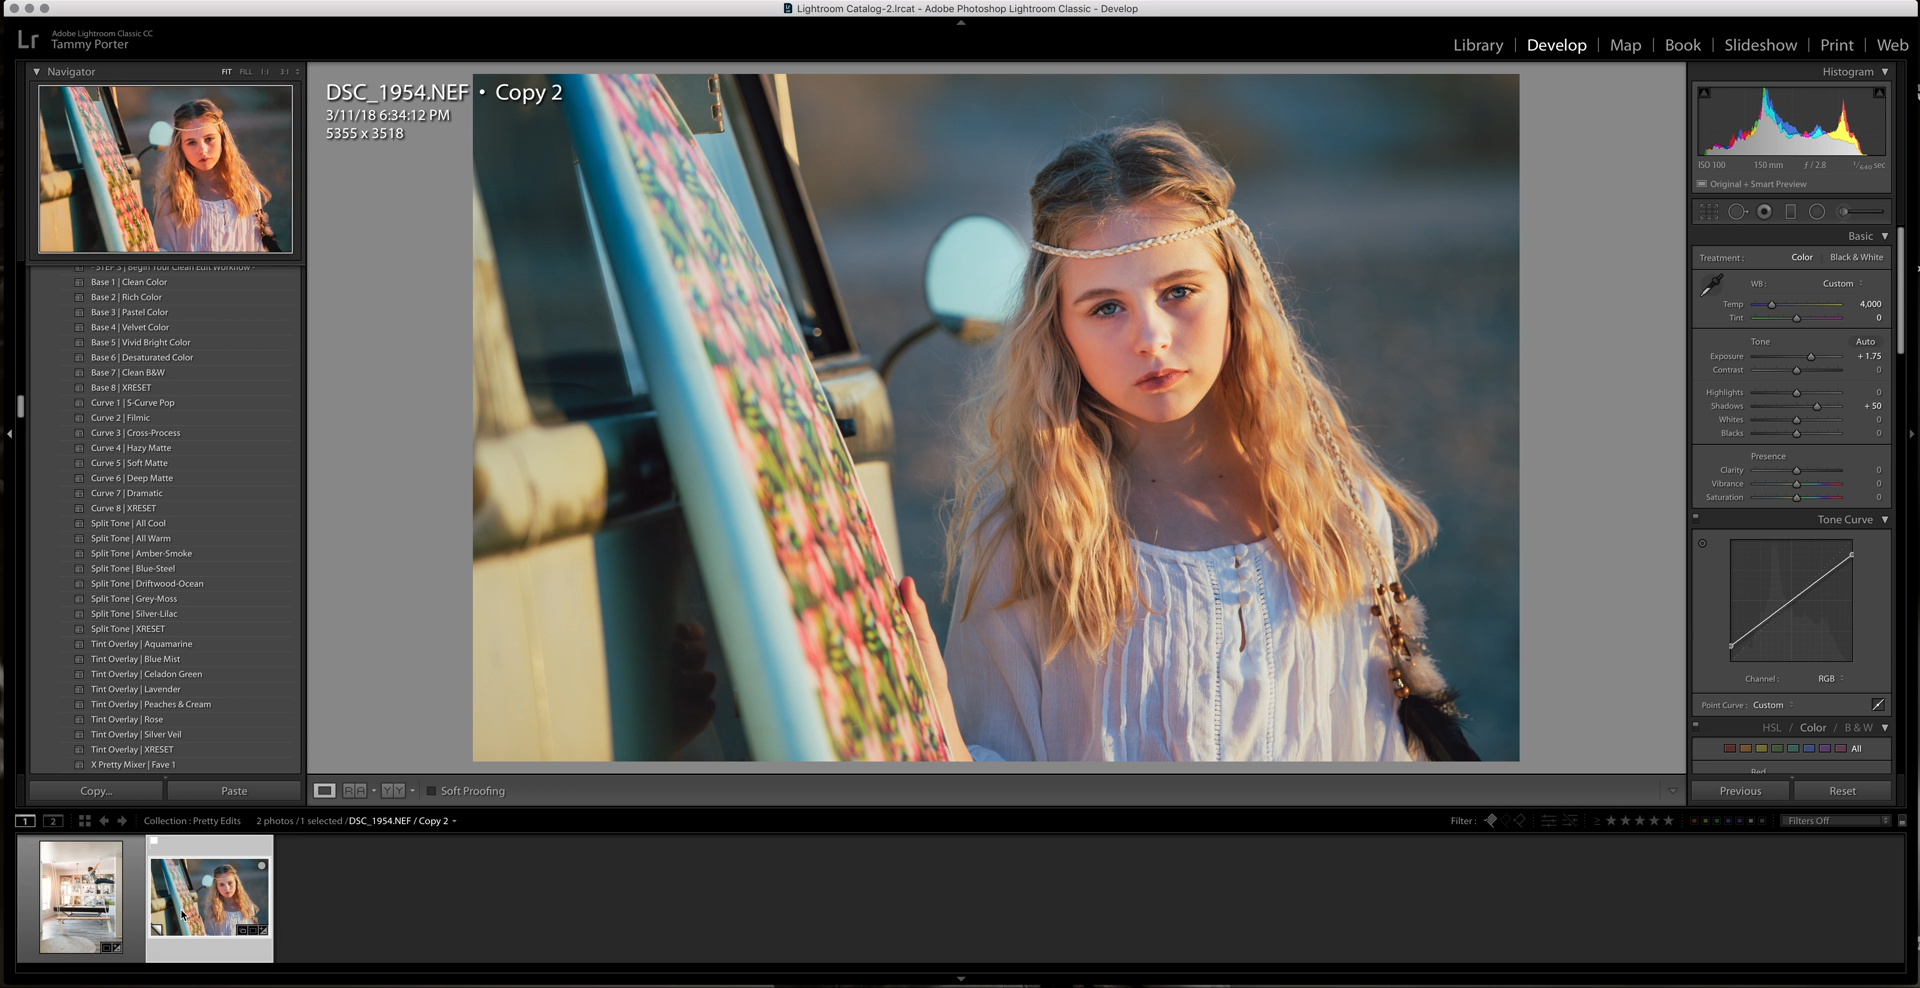 Lightroom Catalog-2.lrcat - Adobe Photoshop Lightroom Classic - Develop
Lr
Adobe Lightroom Classic CC
Tammy Porter
Library | Develop | Map | Book | Slideshow | Print | Web
Navigator FIT FILL 1:1 3:1
- STEP 3 | Begin Your Clean Edit Workflow -
Base 1 | Clean Color
Base 2 | Rich Color
Base 3 | Pastel Color
Base 4 | Velvet Color
Base 5 | Vivid Bright Color
Base 6 | Desaturated Color
Base 7 | Clean B&W
Base 8 | XRESET
Curve 1 | S-Curve Pop
Curve 2 | Filmic
Curve 3 | Cross-Process
Curve 4 | Hazy Matte
Curve 5 | Soft Matte
Curve 6 | Deep Matte
Curve 7 | Dramatic
Curve 8 | XRESET
Split Tone | All Cool
Split Tone | All Warm
Split Tone | Amber-Smoke
Split Tone | Blue-Steel
Split Tone | Driftwood-Ocean
Split Tone | Grey-Moss
Split Tone | Silver-Lilac
Split Tone | XRESET
Tint Overlay | Aquamarine
Tint Overlay | Blue Mist
Tint Overlay | Celadon Green
Tint Overlay | Lavender
Tint Overlay | Peaches & Cream
Tint Overlay | Rose
Tint Overlay | Silver Veil
Tint Overlay | XRESET
X Pretty Mixer | Fave 1
Copy... Paste
DSC_1954.NEF • Copy 2
3/11/18 6:34:12 PM
5355 x 3518
Soft Proofing
Histogram
ISO 100 150 mm ƒ / 2.8 1/640 sec
Original + Smart Preview
Basic
Treatment : Color Black & White
WB : Custom
Temp 4,000
Tint 0
Tone Auto
Exposure + 1.75
Contrast 0
Highlights 0
Shadows + 50
Whites 0
Blacks 0
Presence
Clarity 0
Vibrance 0
Saturation 0
Tone Curve
Channel : RGB
Point Curve : Custom
HSL / Color / B & W
All
Red
Previous Reset
1 2 Collection : Pretty Edits 2 photos / 1 selected / DSC_1954.NEF / Copy 2
Filter : ≥ Filters Off